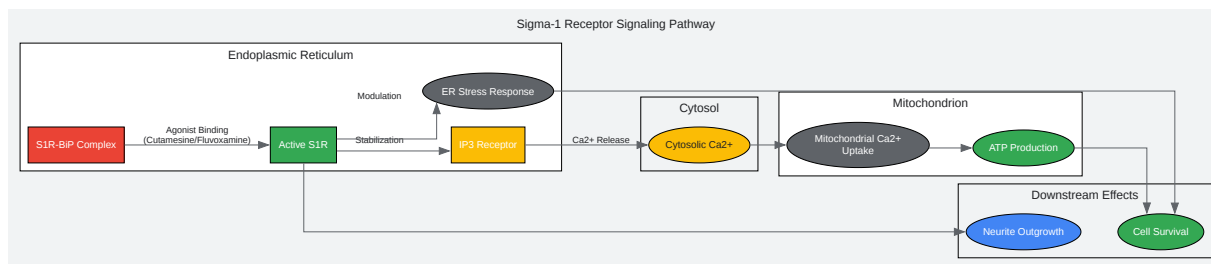 Sigma-1 Receptor Signaling Pathway
Endoplasmic Reticulum
S1R-BiP Complex
Agonist Binding
(Cutamesine/Fluvoxamine)
Active S1R
Modulation
ER Stress Response
Stabilization
IP3 Receptor
Ca2+ Release
Cytosol
Cytosolic Ca2+
Mitochondrion
Mitochondrial Ca2+
Uptake
ATP Production
Downstream Effects
Neurite Outgrowth
Cell Survival